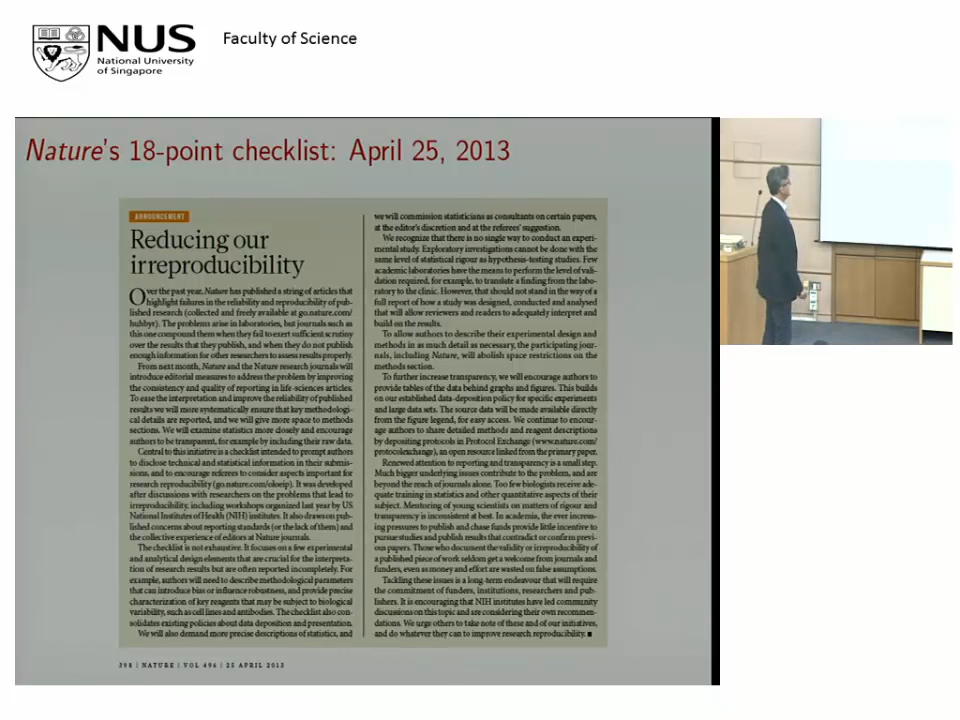 NUS
National University
of Singapore
Faculty of Science
Nature's 18-point checklist: April 25, 2013
ANNOUNCEMENT
Reducing our
irreproducibility
Over the past year, Nature has published a string of articles that
highlight failures in the reliability and reproducibility of pub-
lished research (collected and freely available at go.nature.com/
huhbyr). The problems arise in laboratories, but journals such as
this one compound them when they fail to exert sufficient scrutiny
over the results that they publish, and when they do not publish
enough information for other researchers to assess results properly.
From next month, Nature and the Nature research journals will
introduce editorial measures to address the problem by improving
the consistency and quality of reporting in life-sciences articles.
To ease the interpretation and improve the reliability of published
results we will more systematically ensure that key methodologi-
cal details are reported, and we will give more space to methods
sections. We will examine statistics more closely and encourage
authors to be transparent, for example by including their raw data.
Central to this initiative is a checklist intended to prompt authors
to disclose technical and statistical information in their submis-
sions, and to encourage referees to consider aspects important for
research reproducibility (go.nature.com/oloeip). It was developed
after discussions with researchers on the problems that lead to
irreproducibility, including workshops organized last year by US
National Institutes of Health (NIH) institutes. It also draws on pub-
lished concerns about reporting standards (or the lack of them) and
the collective experience of editors at Nature journals.
The checklist is not exhaustive. It focuses on a few experimental
and analytical design elements that are crucial for the interpreta-
tion of research results but are often reported incompletely. For
example, authors will need to describe methodological parameters
that can introduce bias or influence robustness, and provide precise
characterization of key reagents that may be subject to biological
variability, such as cell lines and antibodies. The checklist also con-
solidates existing policies about data deposition and presentation.
We will also demand more precise descriptions of statistics, and
we will commission statisticians as consultants on certain papers,
at the editor's discretion and at the referees' suggestion.
We recognize that there is no single way to conduct an experi-
mental study. Exploratory investigations cannot be done with the
same level of statistical rigour as hypothesis-testing studies. Few
academic laboratories have the means to perform the level of vali-
dation required, for example, to translate a finding from the labo-
ratory to the clinic. However, that should not stand in the way of a
full report of how a study was designed, conducted and analysed
that will allow reviewers and readers to adequately interpret and
build on the results.
To allow authors to describe their experimental design and
methods in as much detail as necessary, the participating jour-
nals, including Nature, will abolish space restrictions on the
methods section.
To further increase transparency, we will encourage authors to
provide tables of the data behind graphs and figures. This builds
on our established data-deposition policy for specific experiments
and large data sets. The source data will be made available directly
from the figure legend, for easy access. We continue to encour-
age authors to share detailed methods and reagent descriptions
by depositing protocols in Protocol Exchange (www.nature.com/
protocolexchange), an open resource linked from the primary paper.
Renewed attention to reporting and transparency is a small step.
Much bigger underlying issues contribute to the problem, and are
beyond the reach of journals alone. Too few biologists receive ade-
quate training in statistics and other quantitative aspects of their
subject. Mentoring of young scientists on matters of rigour and
transparency is inconsistent at best. In academia, the ever increas-
ing pressures to publish and chase funds provide little incentive to
pursue studies and publish results that contradict or confirm previ-
ous papers. Those who document the validity or irreproducibility of
a published piece of work seldom get a welcome from journals and
funders, even as money and effort are wasted on false assumptions.
Tackling these issues is a long-term endeavour that will require
the commitment of funders, institutions, researchers and pub-
lishers. It is encouraging that NIH institutes have led community
discussions on this topic and are considering their own recommen-
dations. We urge others to take note of these and of our initiatives,
and do whatever they can to improve research reproducibility. ■
398 | NATURE | VOL 496 | 25 APRIL 2013